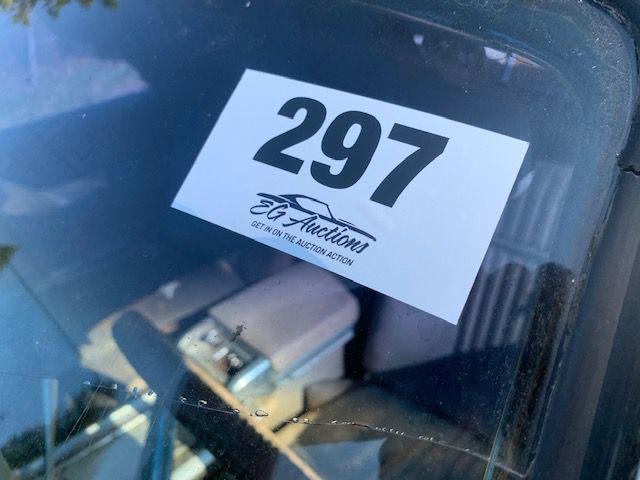 297
EG Auctions
GET IN ON THE AUCTION ACTION